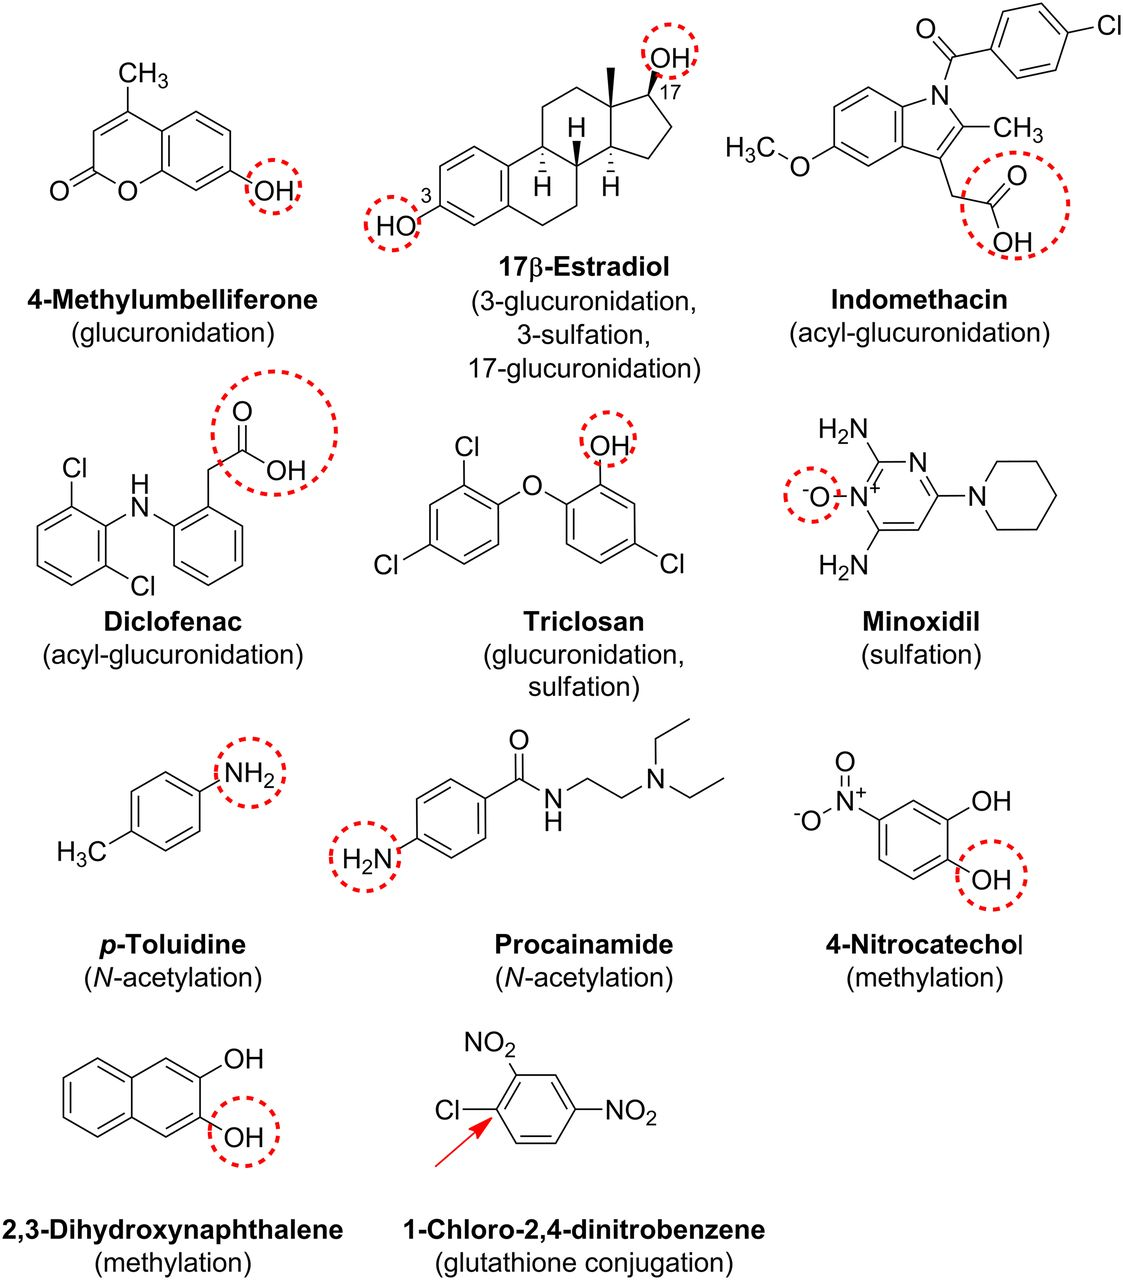 CH3
O
O
OH
OH
17
H
H
H
3
HO
O
Cl
N
CH3
H3C
O
O
OH
4-Methylumbelliferone
(glucuronidation)
17β-Estradiol
(3-glucuronidation,
3-sulfation,
17-glucuronidation)
Indomethacin
(acyl-glucuronidation)
O
OH
Cl
H
N
Cl
Cl
OH
O
Cl
Cl
H2N
N
-O
N+
N
H2N
Diclofenac
(acyl-glucuronidation)
Triclosan
(glucuronidation,
sulfation)
Minoxidil
(sulfation)
NH2
H3C
O
N
H
N
H2N
O
N+
-O
OH
OH
p-Toluidine
(N-acetylation)
Procainamide
(N-acetylation)
4-Nitrocatechol
(methylation)
OH
OH
NO2
Cl
NO2
2,3-Dihydroxynaphthalene
(methylation)
1-Chloro-2,4-dinitrobenzene
(glutathione conjugation)